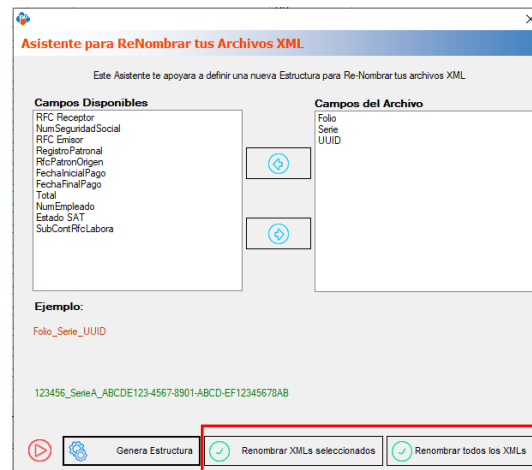 Asistente para ReNombrar tus Archivos XML
Este Asistente te apoyara a definir una nueva Estructura para Re-Nombrar tus archivos XML
Campos Disponibles
RFC Receptor
NumSeguridadSocial
RFC Emisor
RegistroPatronal
RfcPatronOrigen
FechaInicialPago
FechaFinalPago
Total
NumEmpleado
Estado SAT
SubContRfcLabora
Campos del Archivo
Folio
Serie
UUID
Ejemplo:
Folio_Serie_UUID
123456_SerieA_ABCDE123-4567-8901-ABCD-EF12345678AB
Genera Estructura
Renombrar XMLs seleccionados
Renombrar todos los XMLs